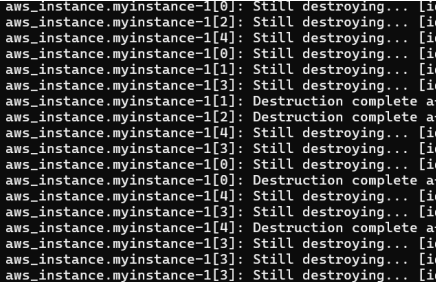 aws_instance.myinstance-1[0]: Still destroying... [i
aws_instance.myinstance-1[2]: Still destroying... [i
aws_instance.myinstance-1[4]: Still destroying... [i
aws_instance.myinstance-1[0]: Still destroying... [i
aws_instance.myinstance-1[1]: Still destroying... [i
aws_instance.myinstance-1[3]: Still destroying... [i
aws_instance.myinstance-1[1]: Destruction complete a
aws_instance.myinstance-1[2]: Destruction complete a
aws_instance.myinstance-1[4]: Still destroying... [i
aws_instance.myinstance-1[3]: Still destroying... [i
aws_instance.myinstance-1[0]: Still destroying... [i
aws_instance.myinstance-1[0]: Destruction complete a
aws_instance.myinstance-1[4]: Still destroying... [i
aws_instance.myinstance-1[3]: Still destroying... [i
aws_instance.myinstance-1[4]: Destruction complete a
aws_instance.myinstance-1[3]: Still destroying... [i
aws_instance.myinstance-1[3]: Still destroying... [i
aws_instance.myinstance-1[3]: Still destroying... [i